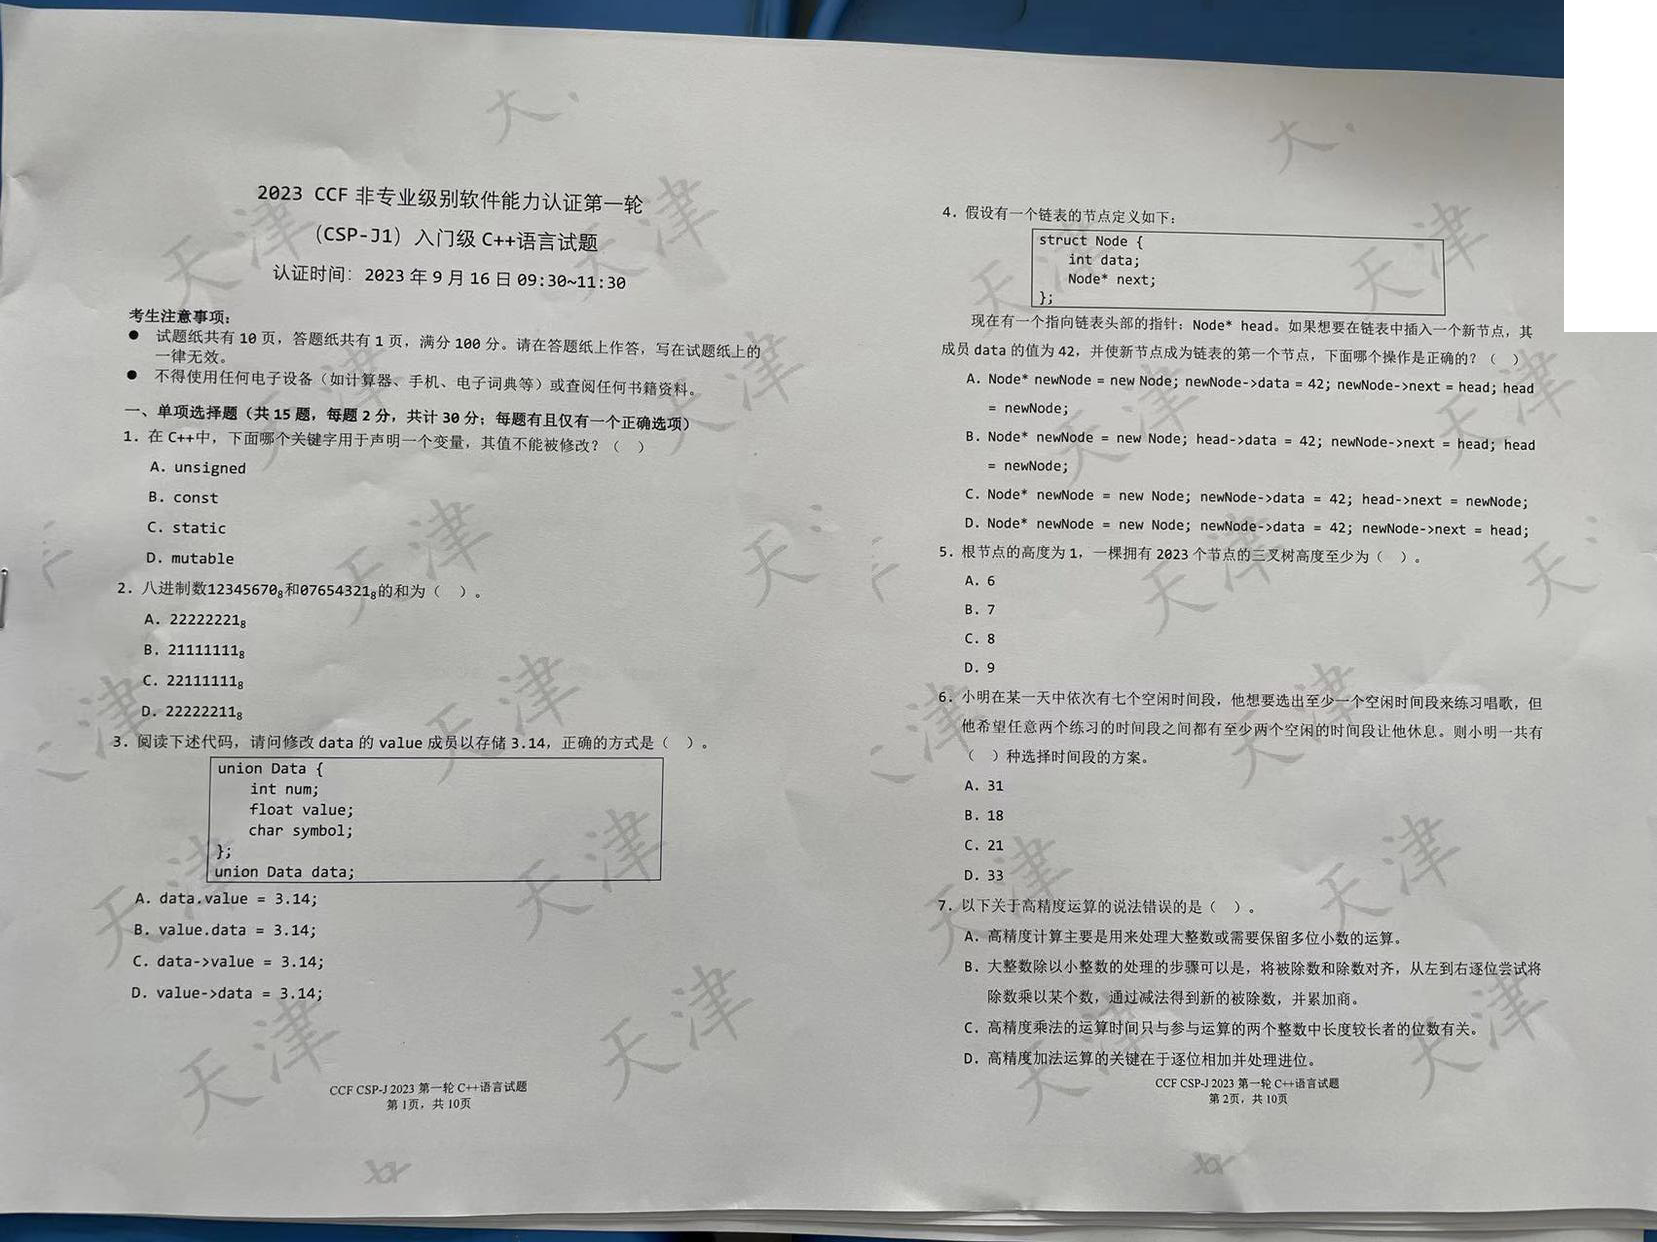 2023 CCF 非专业级别软件能力认证第一轮
（CSP-J1）入门级 C++语言试题
认证时间：2023 年 9 月 16 日 09:30~11:30
考生注意事项：
● 试题纸共有 10 页，答题纸共有 1 页，满分 100 分。请在答题纸上作答，写在试题纸上的
一律无效。
● 不得使用任何电子设备（如计算器、手机、电子词典等）或查阅任何书籍资料。
一、单项选择题（共 15 题，每题 2 分，共计 30 分；每题有且仅有一个正确选项）
1. 在 C++中，下面哪个关键字用于声明一个变量，其值不能被修改？（ ）
A. unsigned
B. const
C. static
D. mutable
2. 八进制数12345670₈和07654321₈的和为（ ）。
A. 22222221₈
B. 21111111₈
C. 22111111₈
D. 22222211₈
3. 阅读下述代码，请问修改 data 的 value 成员以存储 3.14，正确的方式是（ ）。
union Data {
int num;
float value;
char symbol;
};
union Data data;
A. data.value = 3.14;
B. value.data = 3.14;
C. data->value = 3.14;
D. value->data = 3.14;
CCF CSP-J 2023 第一轮 C++语言试题
第 1页，共 10页
4. 假设有一个链表的节点定义如下：
struct Node {
int data;
Node* next;
};
现在有一个指向链表头部的指针：Node* head。如果想要在链表中插入一个新节点，其
成员 data 的值为 42，并使新节点成为链表的第一个节点，下面哪个操作是正确的？（ ）
A. Node* newNode = new Node; newNode->data = 42; newNode->next = head; head
= newNode;
B. Node* newNode = new Node; head->data = 42; newNode->next = head; head
= newNode;
C. Node* newNode = new Node; newNode->data = 42; head->next = newNode;
D. Node* newNode = new Node; newNode->data = 42; newNode->next = head;
5. 根节点的高度为 1，一棵拥有 2023 个节点的三叉树高度至少为（ ）。
A. 6
B. 7
C. 8
D. 9
6. 小明在某一天中依次有七个空闲时间段，他想要选出至少一个空闲时间段来练习唱歌，但
他希望任意两个练习的时间段之间都有至少两个空闲的时间段让他休息。则小明一共有
（ ）种选择时间段的方案。
A. 31
B. 18
C. 21
D. 33
7. 以下关于高精度运算的说法错误的是（ ）。
A. 高精度计算主要是用来处理大整数或需要保留多位小数的运算。
B. 大整数除以小整数的处理的步骤可以是，将被除数和除数对齐，从左到右逐位尝试将
除数乘以某个数，通过减法得到新的被除数，并累加商。
C. 高精度乘法的运算时间只与参与运算的两个整数中长度较长者的位数有关。
D. 高精度加法运算的关键在于逐位相加并处理进位。
CCF CSP-J 2023 第一轮 C++语言试题
第 2页，共 10页